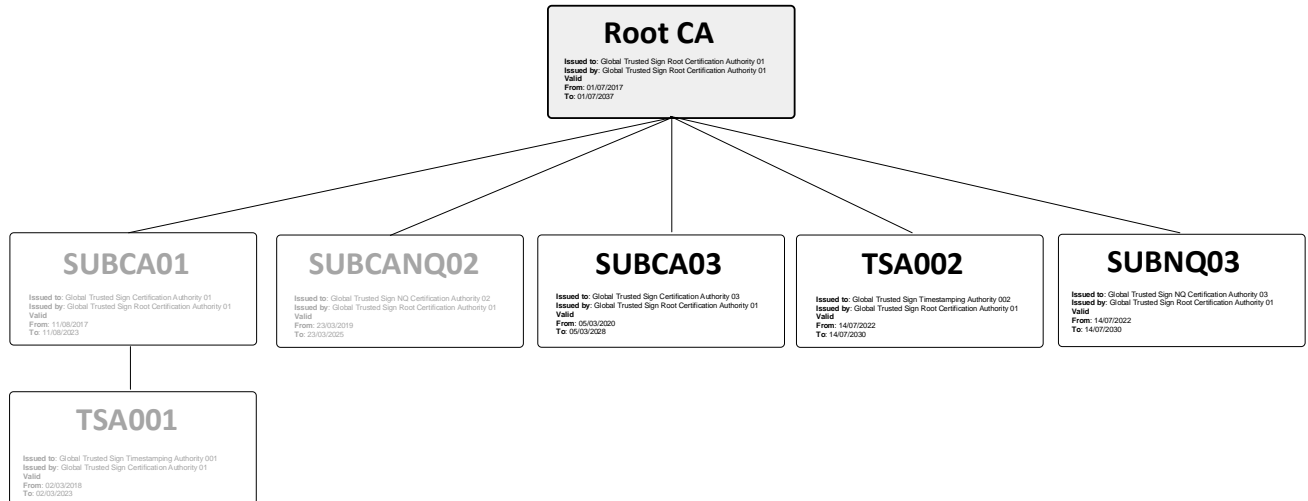 Root CA
Issued to: Global Trusted Sign Root Certification Authority 01
Issued by: Global Trusted Sign Root Certification Authority 01
Valid
From: 01/07/2017
To: 01/07/2037
SUBCA01
Issued to: Global Trusted Sign Certification Authority 01
Issued by: Global Trusted Sign Root Certification Authority 01
Valid
From: 11/08/2017
To: 11/08/2023
SUBCANQ02
Issued to: Global Trusted Sign NQ Certification Authority 02
Issued by: Global Trusted Sign Root Certification Authority 01
Valid
From: 23/03/2019
To: 23/03/2025
SUBCA03
Issued to: Global Trusted Sign Certification Authority 03
Issued by: Global Trusted Sign Root Certification Authority 01
Valid
From: 05/03/2020
To: 05/03/2028
TSA002
Issued to: Global Trusted Sign Timestamping Authority 002
Issued by: Global Trusted Sign Root Certification Authority 01
Valid
From: 14/07/2022
To: 14/07/2030
SUBNQ03
Issued to: Global Trusted Sign NQ Certification Authority 03
Issued by: Global Trusted Sign Root Certification Authority 01
Valid
From: 14/07/2022
To: 14/07/2030
TSA001
Issued to: Global Trusted Sign Timestamping Authority 001
Issued by: Global Trusted Sign Certification Authority 01
Valid
From: 02/03/2018
To: 02/03/2023